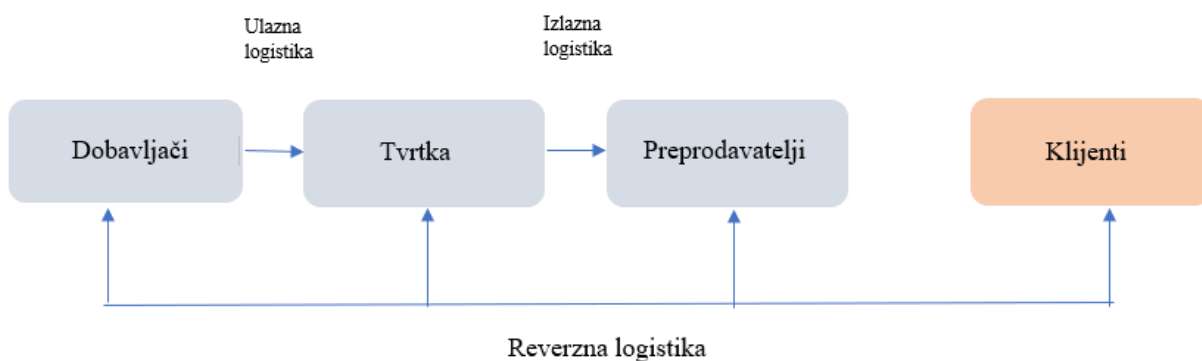 Ulazna
logistika
Izlazna
logistika
Dobavljači
Tvrtka
Preprodavatelji
Klijenti
Reverzna logistika